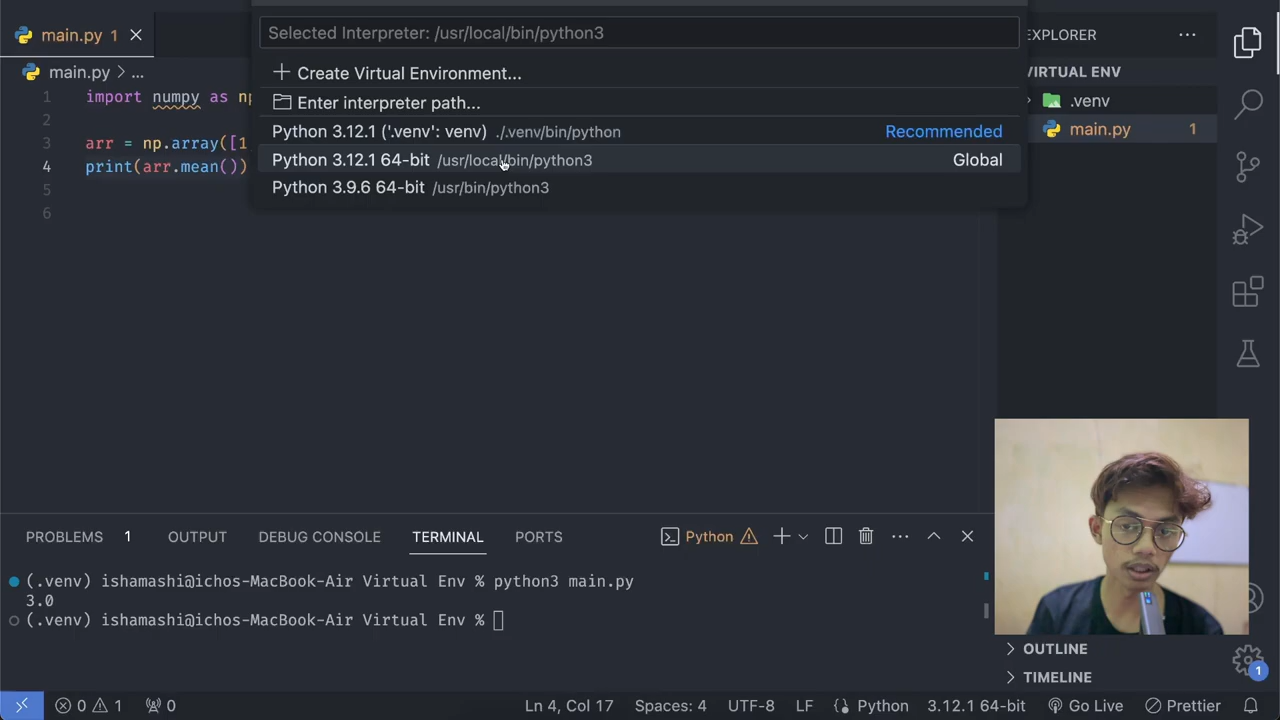 main.py 1
Selected Interpreter: /usr/local/bin/python3
Create Virtual Environment...
Enter interpreter path...
Python 3.12.1 ('.venv': venv) ./.venv/bin/python Recommended
Python 3.12.1 64-bit /usr/local/bin/python3 Global
Python 3.9.6 64-bit /usr/bin/python3
main.py > ...
1 import numpy as np
2
3 arr = np.array([1
4 print(arr.mean())
5
6
EXPLORER ...
VIRTUAL ENV
.venv
main.py 1
PROBLEMS 1 OUTPUT DEBUG CONSOLE TERMINAL PORTS Python
(.venv) ishamashi@ichos-MacBook-Air Virtual Env % python3 main.py
3.0
(.venv) ishamashi@ichos-MacBook-Air Virtual Env %
OUTLINE
TIMELINE
1
0 1 0 Ln 4, Col 17 Spaces: 4 UTF-8 LF Python 3.12.1 64-bit Go Live Prettier